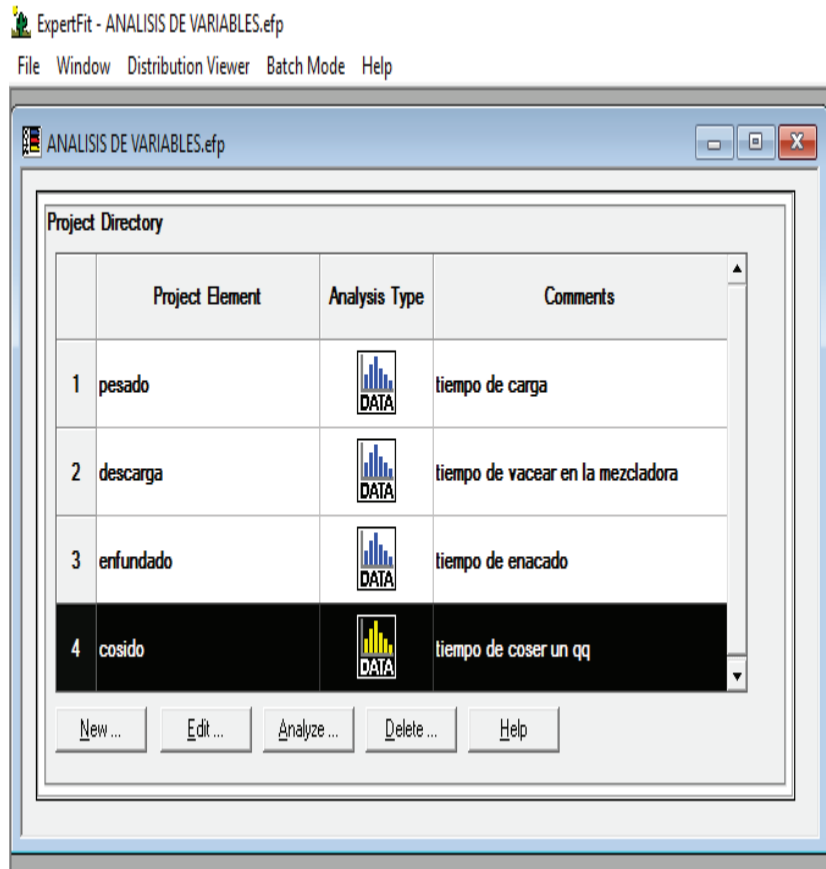 ExpertFit - ANALISIS DE VARIABLES.efp
File Window Distribution Viewer Batch Mode Help
ANALISIS DE VARIABLES.efp
Project Directory
Project Element Analysis Type Comments
1 pesado DATA tiempo de carga
2 descarga DATA tiempo de vacear en la mezcladora
3 enfundado DATA tiempo de enacado
4 cosido DATA tiempo de coser un qq
New ... Edit ... Analyze ... Delete ... Help